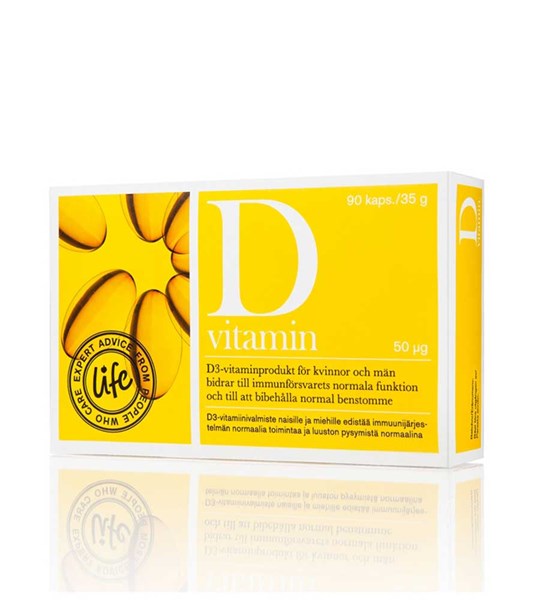 90 kaps./35 g
D
vitamin
50 µg
D3-vitaminprodukt för kvinnor och män
bidrar till immunförsvarets normala funktion
och till att bibehålla normal benstomme
D3-vitamiinivalmiste naisille ja miehille edistää immuunijärjes-
telmän normaalia toimintaa ja luuston pysymistä normaalina
EXPERT ADVICE FROM PEOPLE WHO CARE
life
D
vitamin